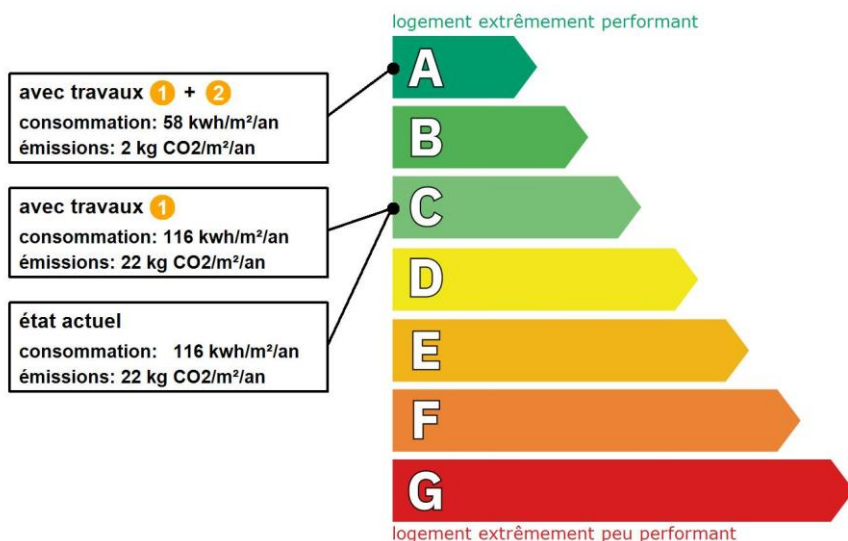 logement extrêmement performant
A
avec travaux 1 + 2
consommation: 58 kwh/m²/an
émissions: 2 kg CO2/m²/an
B
avec travaux 1
consommation: 116 kwh/m²/an
émissions: 22 kg CO2/m²/an
C
D
état actuel
consommation: 116 kwh/m²/an
émissions: 22 kg CO2/m²/an
E
F
G
logement extrêmement peu performant